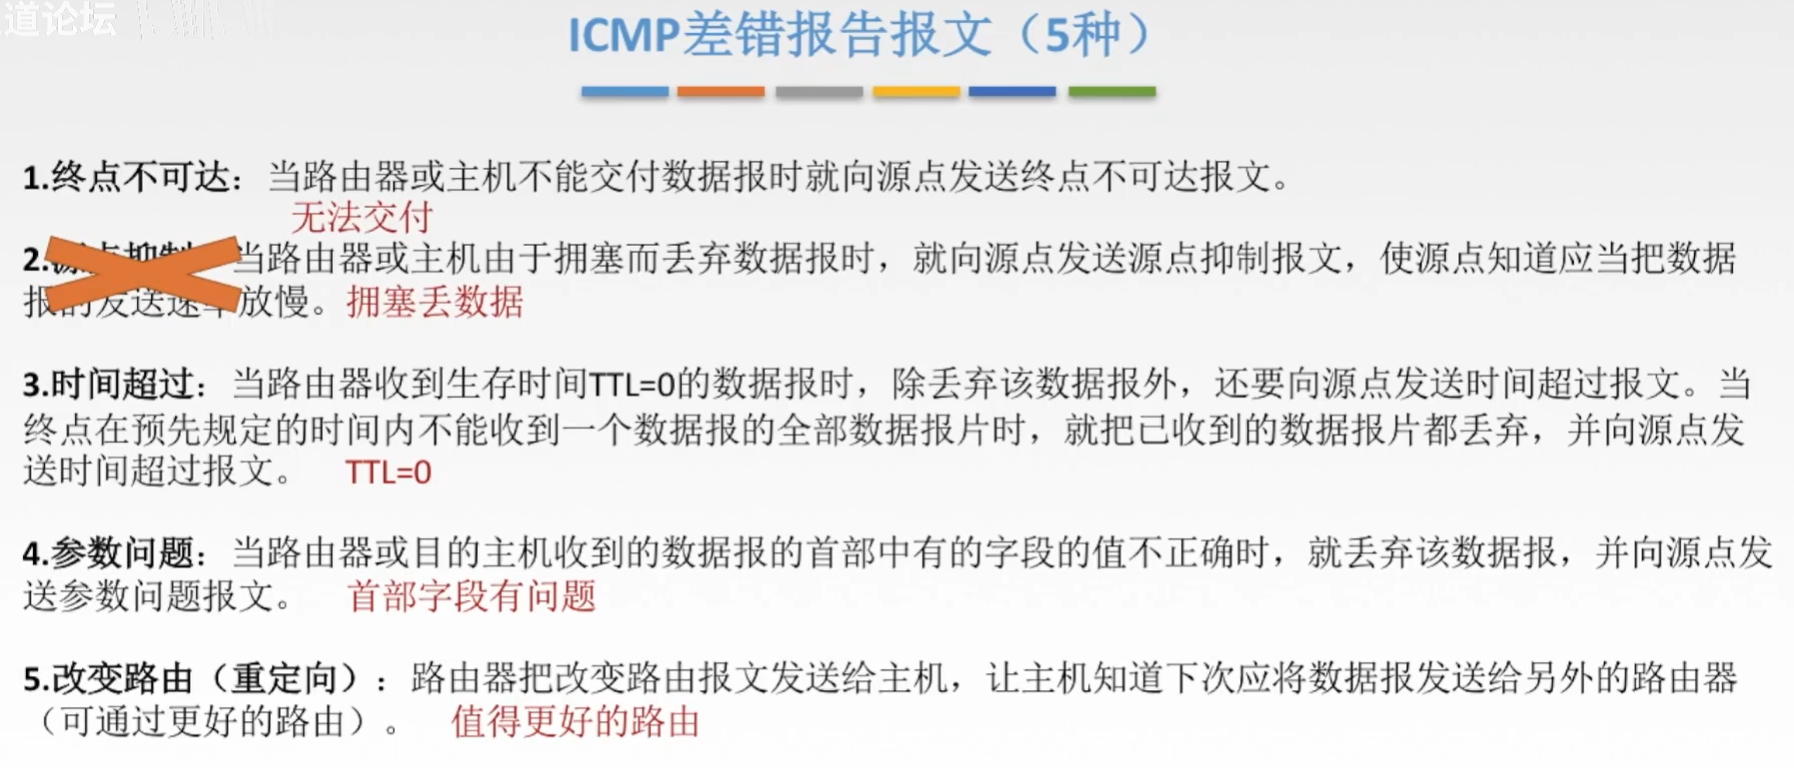 道论坛
ICMP差错报告报文（5种）
1.终点不可达：当路由器或主机不能交付数据报时就向源点发送终点不可达报文。
无法交付
2.源点抑制：当路由器或主机由于拥塞而丢弃数据报时，就向源点发送源点抑制报文，使源点知道应当把数据
报的发送速率放慢。拥塞丢数据
3.时间超过：当路由器收到生存时间TTL=0的数据报时，除丢弃该数据报外，还要向源点发送时间超过报文。当
终点在预先规定的时间内不能收到一个数据报的全部数据报片时，就把已收到的数据报片都丢弃，并向源点发
送时间超过报文。 TTL=0
4.参数问题：当路由器或目的主机收到的数据报的首部中有的字段的值不正确时，就丢弃该数据报，并向源点发
送参数问题报文。 首部字段有问题
5.改变路由（重定向）：路由器把改变路由报文发送给主机，让主机知道下次应将数据报发送给另外的路由器
（可通过更好的路由）。 值得更好的路由